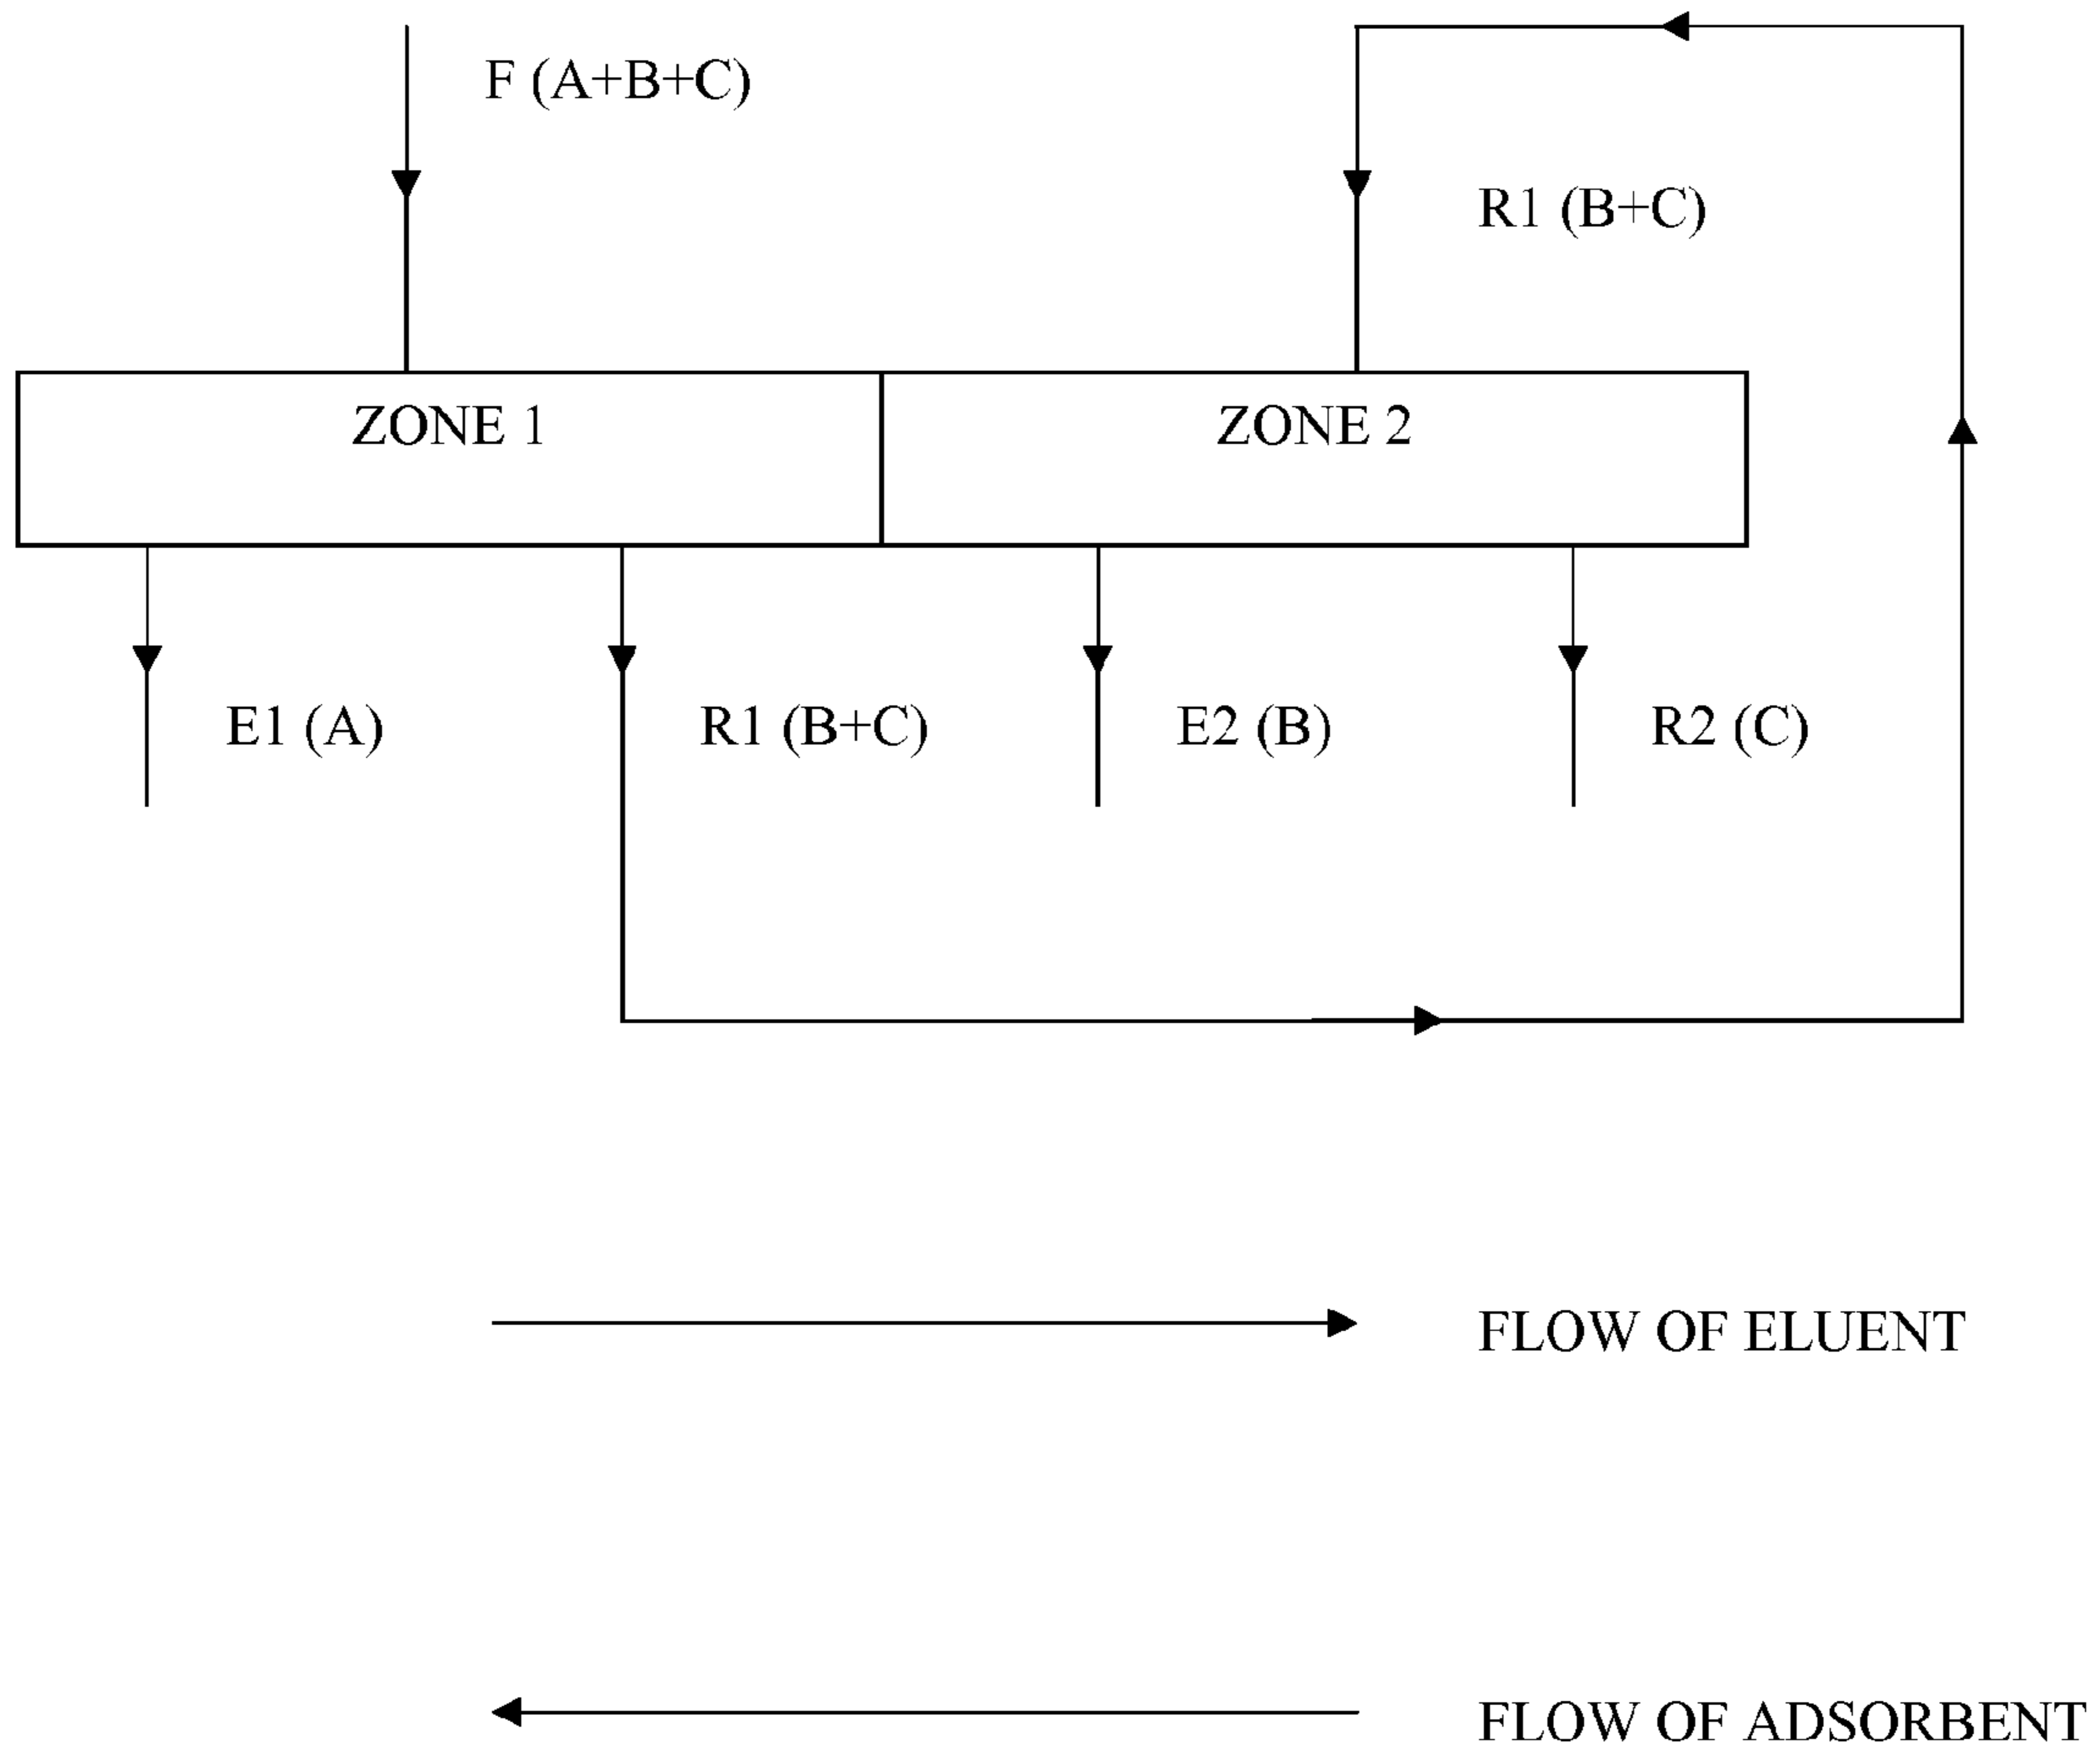 F (A+B+C)
R1 (B+C)
ZONE 1
ZONE 2
E1 (A)
R1 (B+C)
E2 (B)
R2 (C)
FLOW OF ELUENT
FLOW OF ADSORBENT